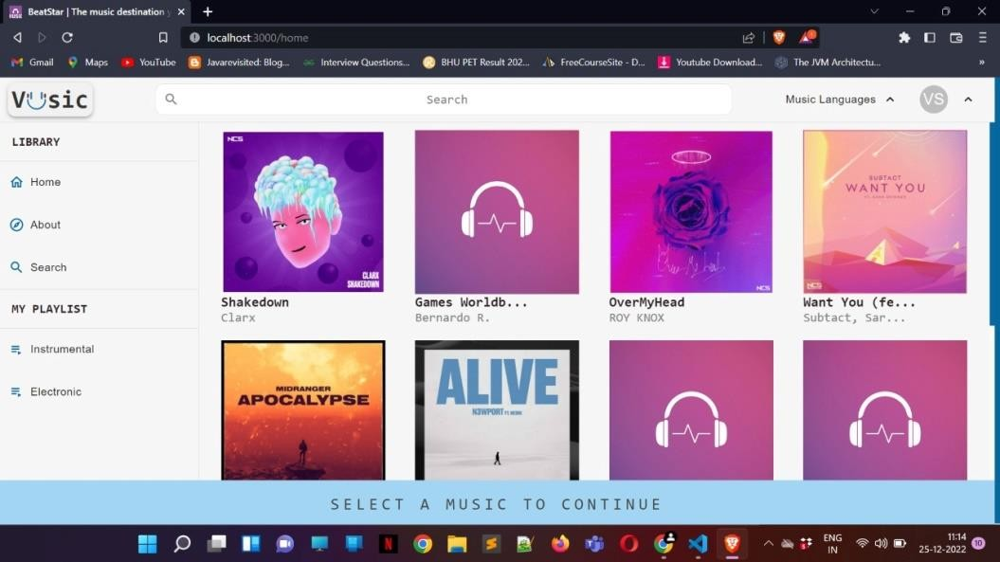 BeatStar | The music destination
localhost:3000/home
Gmail Maps YouTube Javarevisited: Blog... Interview Questions... BHU PET Result 202... FreeCourseSite - D... Youtube Download... The JVM Architectu... »
Vusic
Search
Music Languages
VS
LIBRARY
Home
About
Search
MY PLAYLIST
Instrumental
Electronic
NCS
CLARX
SHAKEDOWN
Shakedown
Clarx
Games Worldb...
Bernardo R.
NCS
OverMyHead
ROY KNOX
SUBTACT
WANT YOU
NCS
Want You (fe...
Subtact, Sar...
MIDRANGER
APOCALYPSE
ALIVE
N3WPORT FT. NEONI
SELECT A MUSIC TO CONTINUE
ENG
IN
11:14
25-12-2022
10